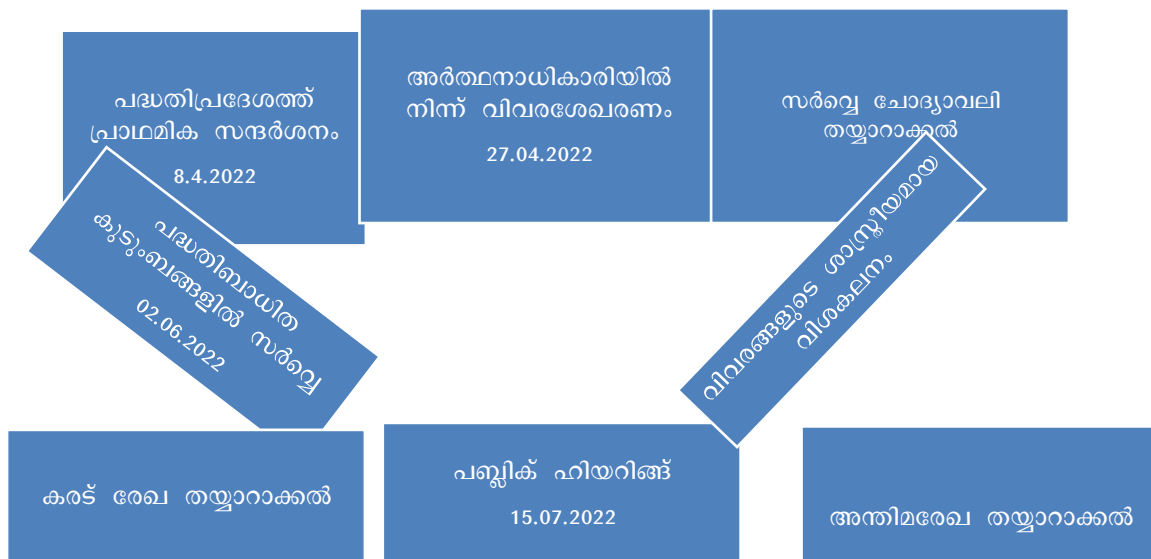 പദ്ധതിപ്രദേശത്ത്
പ്രാഥമിക സന്ദർശനം
8.4.2022
അർത്ഥനാധികാരിയിൽ
നിന്ന് വിവരശേഖരണം
27.04.2022
സർവ്വെ ചോദ്യാവലി
തയ്യാറാക്കൽ
പദ്ധതിബാധിത
കുടുംബങ്ങളിൽ സർവ്വെ
02.06.2022
വിവരങ്ങളുടെ ശാസ്ത്രീയമായ
വിശകലനം
കരട് രേഖ തയ്യാറാക്കൽ
പബ്ലിക് ഹിയറിങ്ങ്
15.07.2022
അന്തിമരേഖ തയ്യാറാക്കൽ